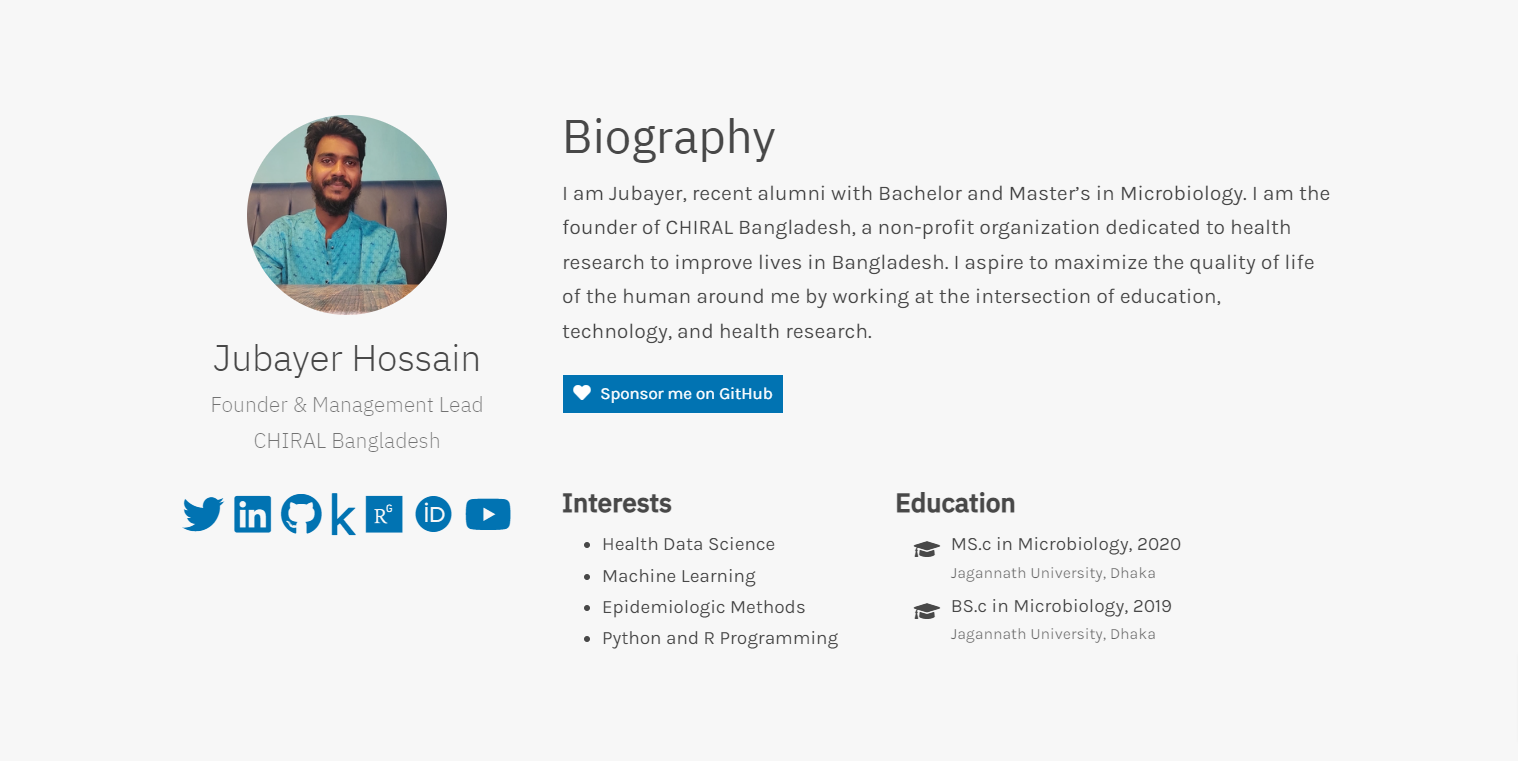 Biography
I am Jubayer, recent alumni with Bachelor and Master’s in Microbiology. I am the
founder of CHIRAL Bangladesh, a non-profit organization dedicated to health
research to improve lives in Bangladesh. I aspire to maximize the quality of life
of the human around me by working at the intersection of education,
technology, and health research.
Sponsor me on GitHub
Jubayer Hossain
Founder & Management Lead
CHIRAL Bangladesh
in k RG iD
Interests
Health Data Science
Machine Learning
Epidemiologic Methods
Python and R Programming
Education
MS.c in Microbiology, 2020
Jagannath University, Dhaka
BS.c in Microbiology, 2019
Jagannath University, Dhaka